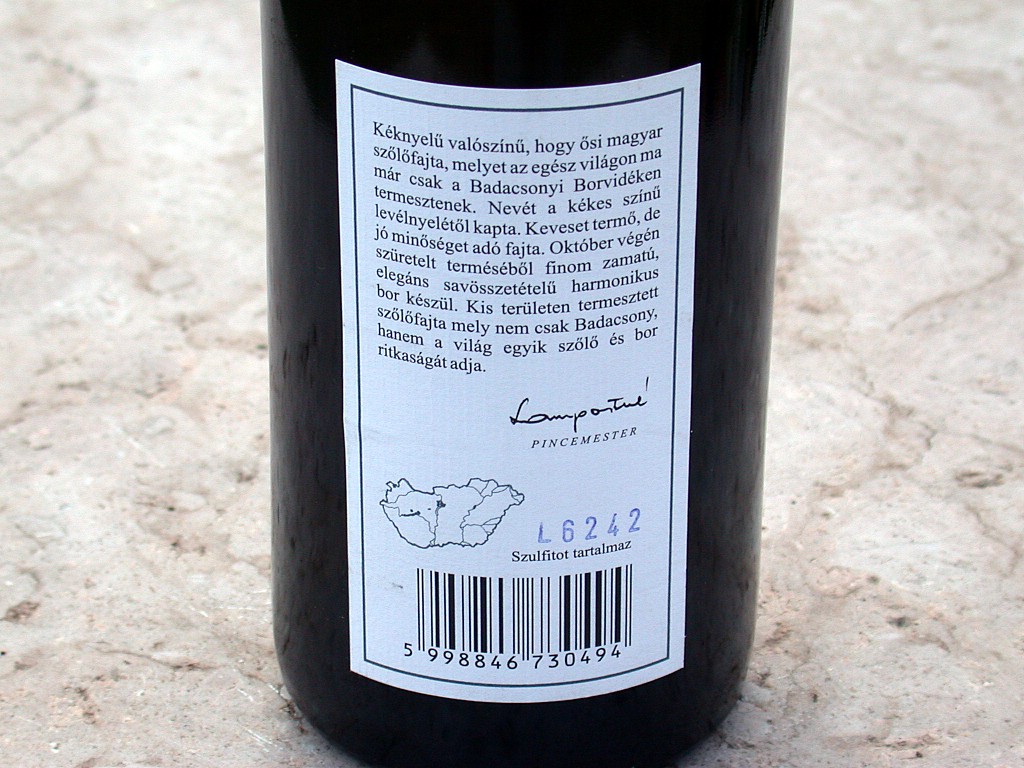 Kéknyelű valószínű, hogy ősi magyar
szőlőfajta, melyet az egész világon ma
már csak a Badacsonyi Borvidéken
termesztenek. Nevét a kékes színű
levélnyelétől kapta. Keveset termő, de
jó minőséget adó fajta. Október végén
szüretelt terméséből finom zamatú,
elegáns savösszetételű harmonikus
bor készül. Kis területen termesztett
szőlőfajta mely nem csak Badacsony,
hanem a világ egyik szőlő és bor
ritkaságát adja.
PINCEMESTER
L6242
Szulfitot tartalmaz
5 998846 730494